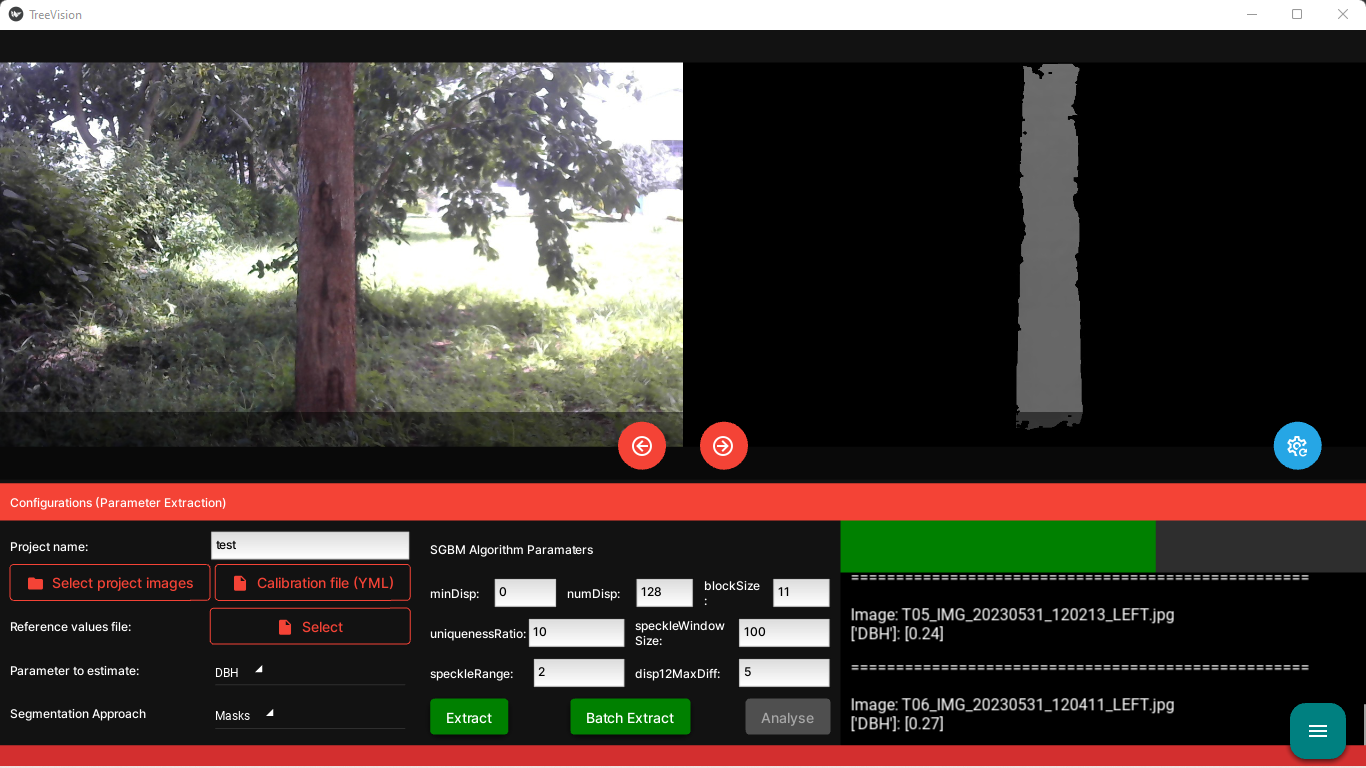 TreeVision
Configurations (Parameter Extraction)
Project name:
test
Select project images
Calibration file (YML)
Reference values file:
Select
Parameter to estimate:
DBH
Segmentation Approach
Masks
SGBM Algorithm Paramaters
minDisp:
0
numDisp:
128
blockSize
:
11
uniquenessRatio:
10
speckleWindow
Size:
100
speckleRange:
2
disp12MaxDiff:
5
Extract
Batch Extract
Analyse
===================================================
Image: T05_IMG_20230531_120213_LEFT.jpg
['DBH']: [0.24]
===================================================
Image: T06_IMG_20230531_120411_LEFT.jpg
['DBH']: [0.27]